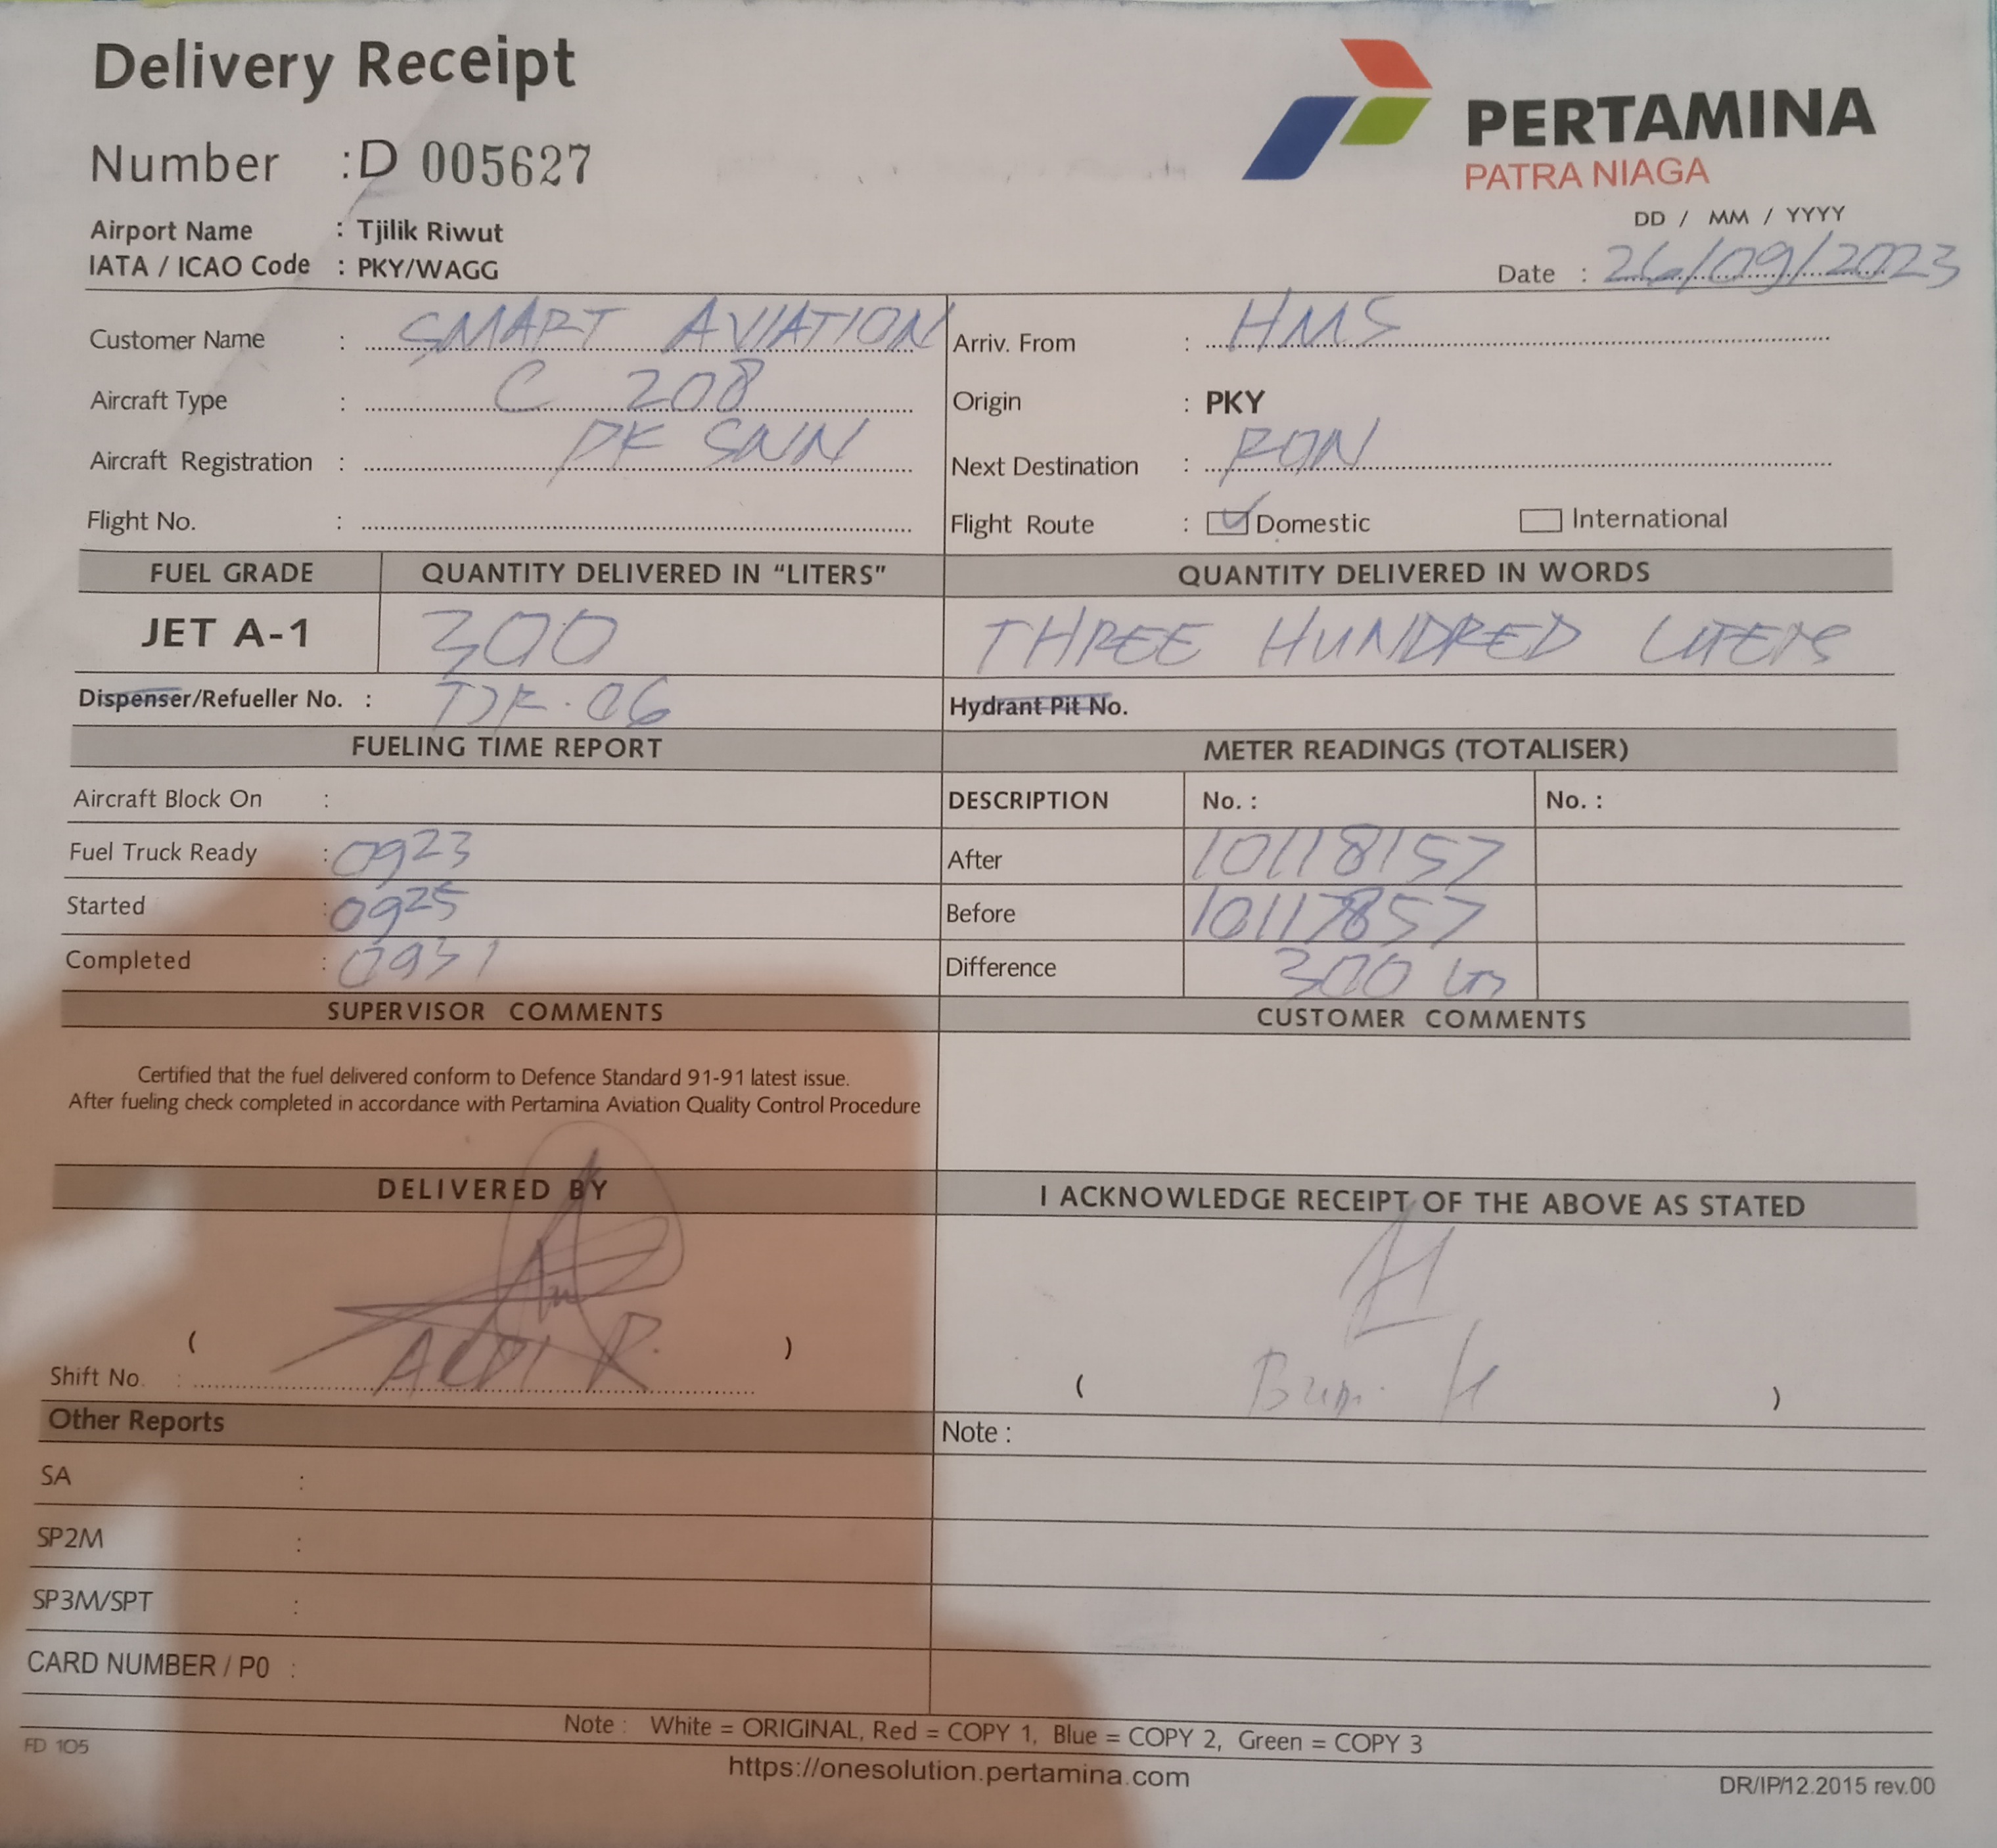 Delivery Receipt
PERTAMINA
PATRA NIAGA
Number : D 005627
Airport Name : Tjilik Riwut
IATA / ICAO Code : PKY/WAGG
DD / MM / YYYY
Date : 26/09/2023
Customer Name : SMART AVIATION
Arriv. From : HMS
Aircraft Type : C 208
Origin : PKY
Aircraft Registration : PK SNN
Next Destination : RON
Flight No. :
Flight Route : Domestic International
FUEL GRADE QUANTITY DELIVERED IN "LITERS" QUANTITY DELIVERED IN WORDS
JET A-1 300 THREE HUNDRED LITERS
Dispenser/Refueller No. : 06
Hydrant Pit No.
FUELING TIME REPORT METER READINGS (TOTALISER)
Aircraft Block On : DESCRIPTION No. : No. :
Fuel Truck Ready : 0923 After 10118157
Started : 0925 Before 10117857
Completed : 0931 Difference 300 Ltrs
SUPERVISOR COMMENTS CUSTOMER COMMENTS
Certified that the fuel delivered conform to Defence Standard 91-91 latest issue.
After fueling check completed in accordance with Pertamina Aviation Quality Control Procedure
DELIVERED BY I ACKNOWLEDGE RECEIPT OF THE ABOVE AS STATED
( )
Shift No. : ALDI R.
( )
Other Reports Note :
SA :
SP2M :
SP3M/SPT :
CARD NUMBER / P0 :
Note : White = ORIGINAL, Red = COPY 1, Blue = COPY 2, Green = COPY 3
FD 105
https://onesolution.pertamina.com
DR/IP/12.2015 rev.00